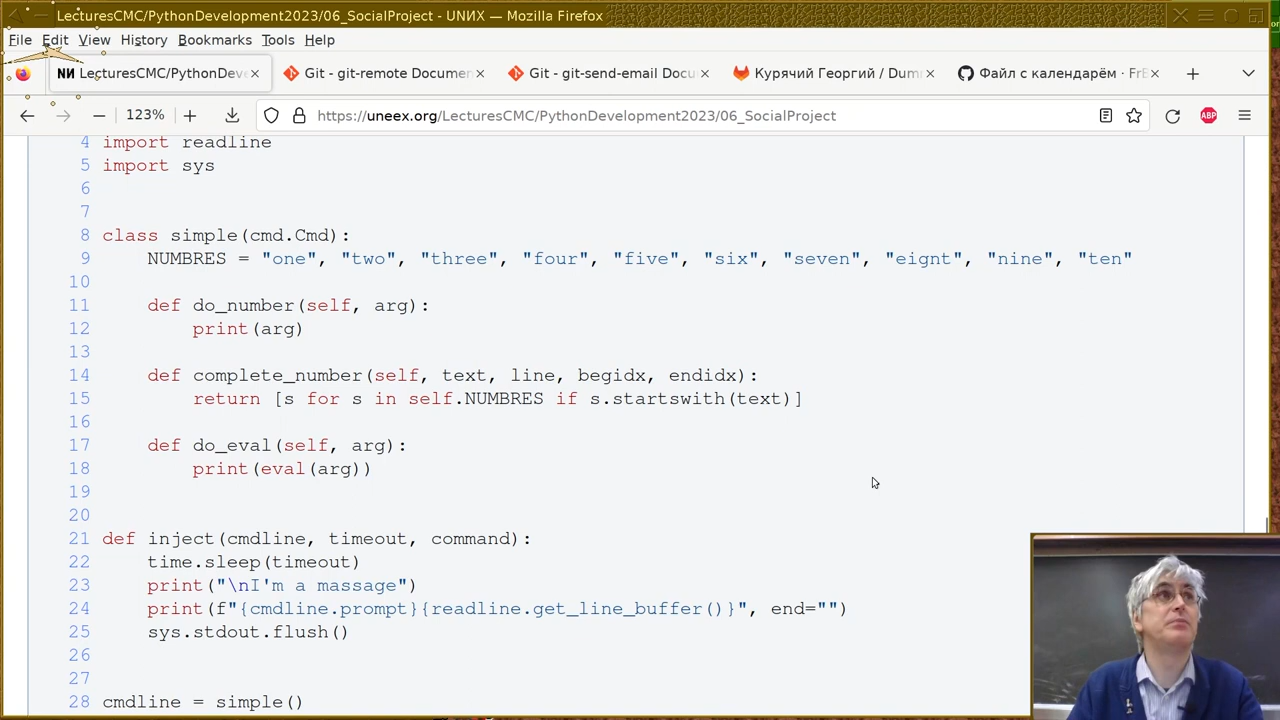 LecturesCMC/PythonDevelopment2023/06_SocialProject - UNИX — Mozilla Firefox
File Edit View History Bookmarks Tools Help
NИ LecturesCMC/PythonDeve
Git - git-remote Documen
Git - git-send-email Docu
Курячий Георгий / Dum
Файл с календарём · FrE
123%
https://uneex.org/LecturesCMC/PythonDevelopment2023/06_SocialProject
ABP
4 import readline
5 import sys
6
7
8 class simple(cmd.Cmd):
9 NUMBRES = "one", "two", "three", "four", "five", "six", "seven", "eignt", "nine", "ten"
10
11 def do_number(self, arg):
12 print(arg)
13
14 def complete_number(self, text, line, begidx, endidx):
15 return [s for s in self.NUMBRES if s.startswith(text)]
16
17 def do_eval(self, arg):
18 print(eval(arg))
19
20
21 def inject(cmdline, timeout, command):
22 time.sleep(timeout)
23 print("\nI'm a massage")
24 print(f"{cmdline.prompt}{readline.get_line_buffer()}", end="")
25 sys.stdout.flush()
26
27
28 cmdline = simple()